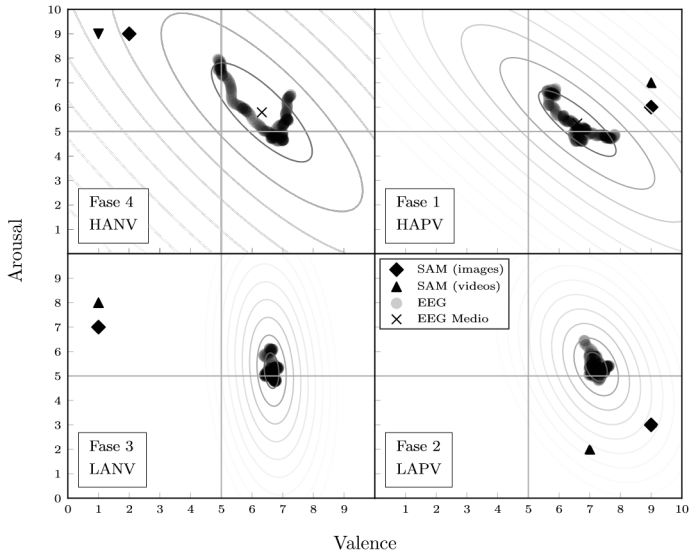 10
9
8
7
6
5
4
3
2
1
Fase 4
HANV
Fase 1
HAPV
Arousal
9
8
7
6
5
4
3
2
1
0
SAM (images)
SAM (videos)
EEG
EEG Medio
Fase 3
LANV
Fase 2
LAPV
0 1 2 3 4 5 6 7 8 9
1 2 3 4 5 6 7 8 9 10
Valence